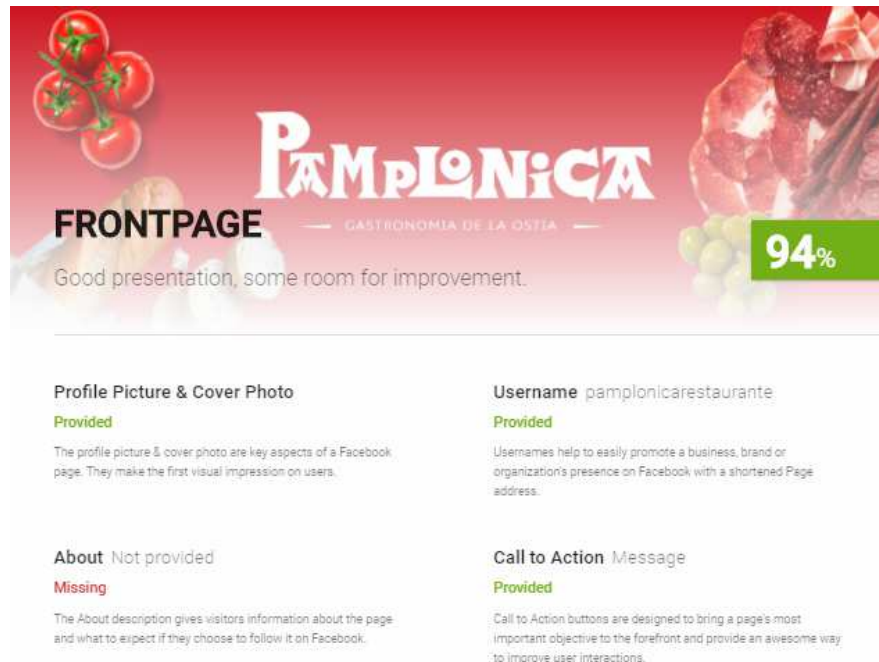 PAMPLONICA
GASTRONOMIA DE LA OSTIA
FRONTPAGE
94%
Good presentation, some room for improvement.
Profile Picture & Cover Photo
Provided
The profile picture & cover photo are key aspects of a Facebook
page. They make the first visual impression on users.
Username pamplonicarestaurante
Provided
Usernames help to easily promote a business, brand or
organization's presence on Facebook with a shortened Page
address.
About Not provided
Missing
The About description gives visitors information about the page
and what to expect if they choose to follow it on Facebook.
Call to Action Message
Provided
Call to Action buttons are designed to bring a page's most
important objective to the forefront and provide an awesome way
to improve user interactions.